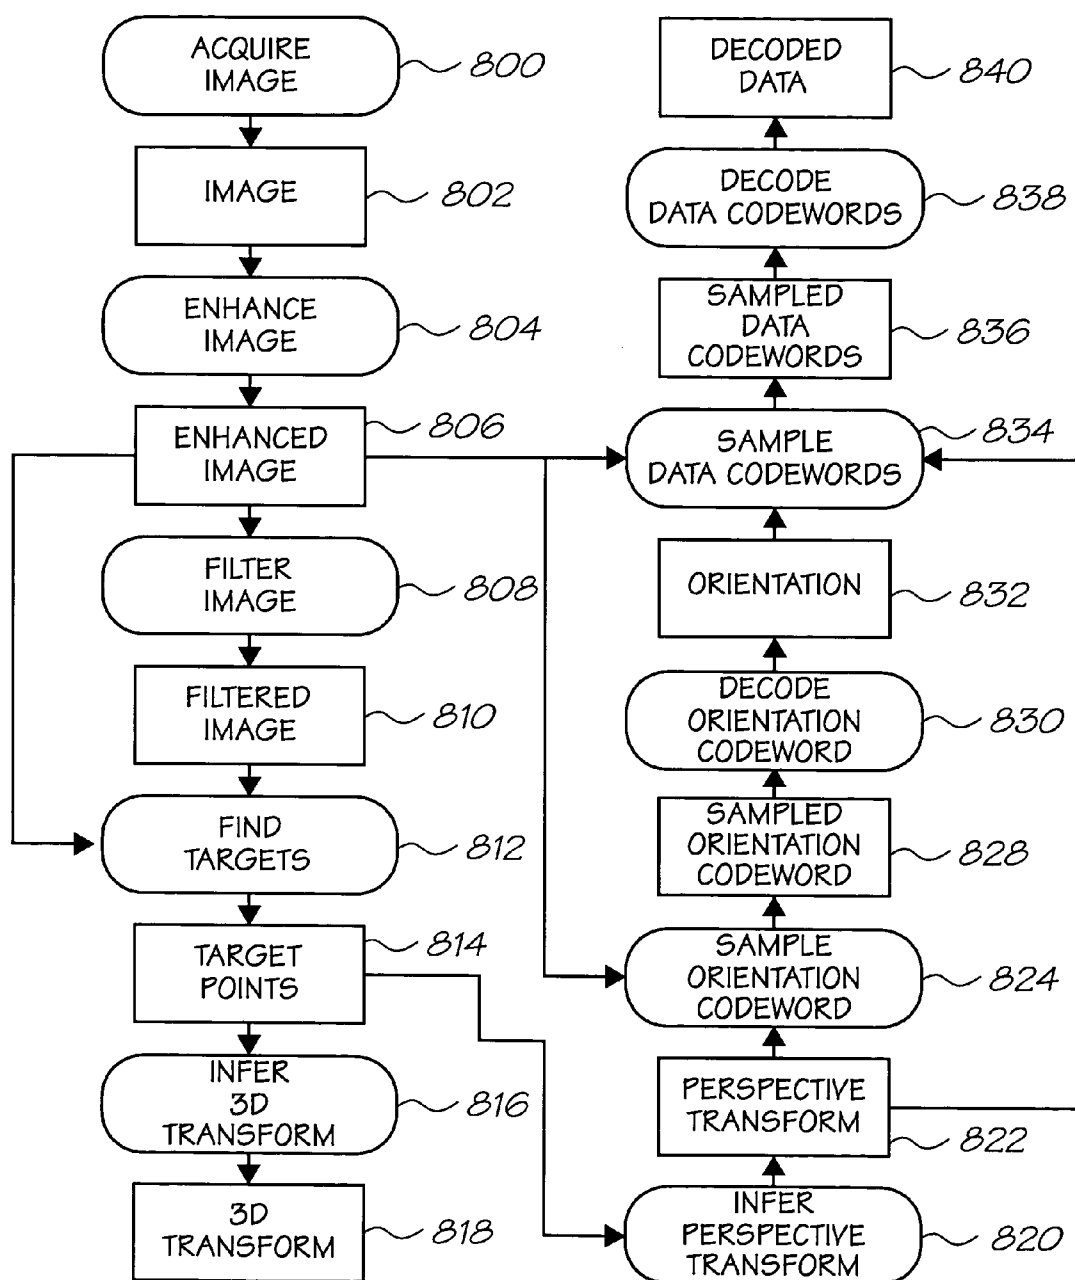 ACQUIRE
IMAGE
800
IMAGE
802
ENHANCE
IMAGE
804
ENHANCED
IMAGE
806
FILTER
IMAGE
808
FILTERED
IMAGE
810
FIND
TARGETS
812
TARGET
POINTS
814
INFER
3D
TRANSFORM
816
3D
TRANSFORM
818
DECODED
DATA
840
DECODE
DATA CODEWORDS
838
SAMPLED
DATA
CODEWORDS
836
SAMPLE
DATA CODEWORDS
834
ORIENTATION
832
DECODE
ORIENTATION
CODEWORD
830
SAMPLED
ORIENTATION
CODEWORD
828
SAMPLE
ORIENTATION
CODEWORD
824
PERSPECTIVE
TRANSFORM
822
INFER
PERSPECTIVE
TRANSFORM
820